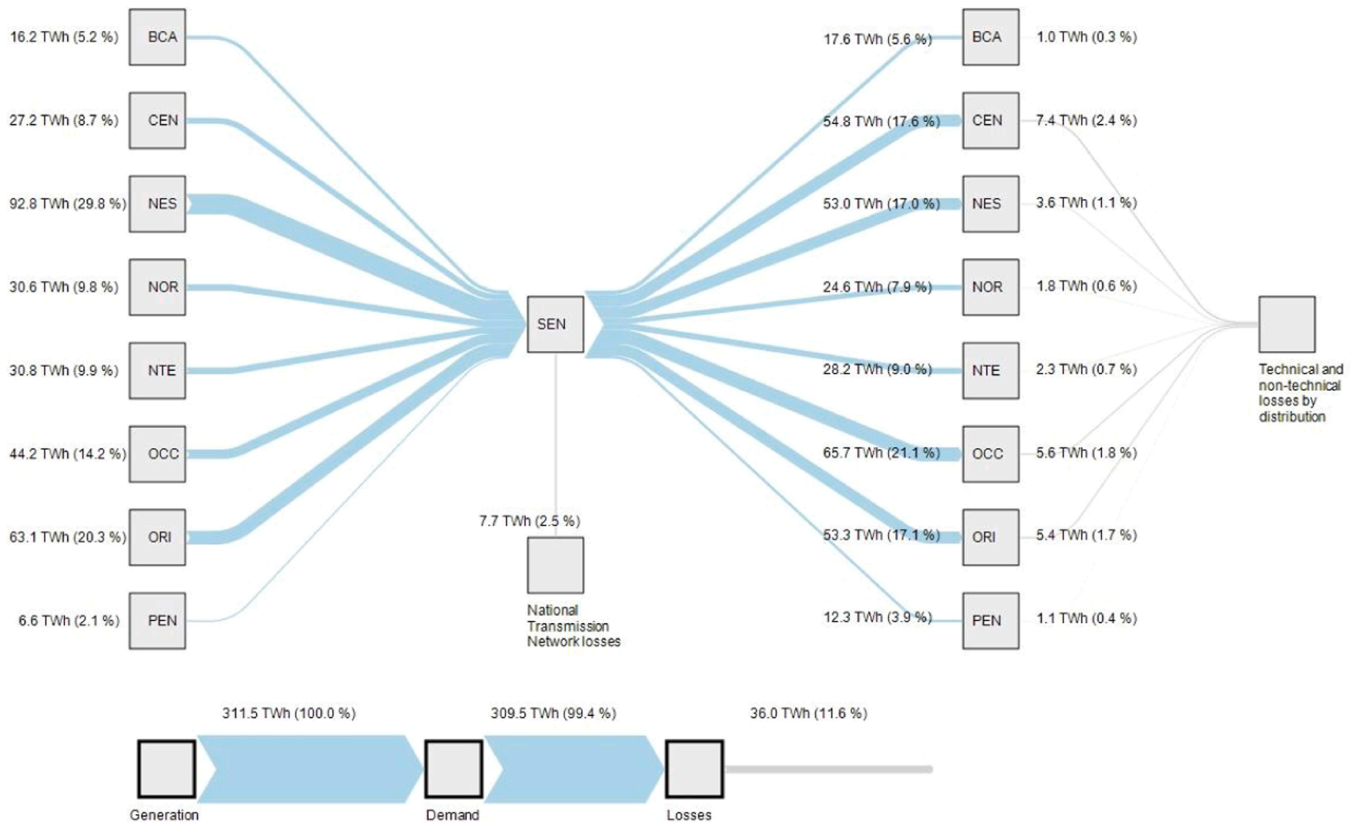 16.2 TWh (5.2 %) BCA 17.6 TWh (5.6 %) BCA 1.0 TWh (0.3 %)
27.2 TWh (8.7 %) CEN 54.8 TWh (17.6 %) CEN 7.4 TWh (2.4 %)
92.8 TWh (29.8 %) NES 53.0 TWh (17.0 %) NES 3.6 TWh (1.1 %)
30.6 TWh (9.8 %) NOR 24.6 TWh (7.9 %) NOR 1.8 TWh (0.6 %)
SEN
30.8 TWh (9.9 %) NTE 28.2 TWh (9.0 %) NTE 2.3 TWh (0.7 %)
Technical and
non-technical
losses by
distribution
44.2 TWh (14.2 %) OCC 65.7 TWh (21.1 %) OCC 5.6 TWh (1.8 %)
7.7 TWh (2.5 %)
63.1 TWh (20.3 %) ORI 53.3 TWh (17.1 %) ORI 5.4 TWh (1.7 %)
National
Transmission
Network losses
6.6 TWh (2.1 %) PEN 12.3 TWh (3.9 %) PEN 1.1 TWh (0.4 %)
311.5 TWh (100.0 %) 309.5 TWh (99.4 %) 36.0 TWh (11.6 %)
Generation Demand Losses